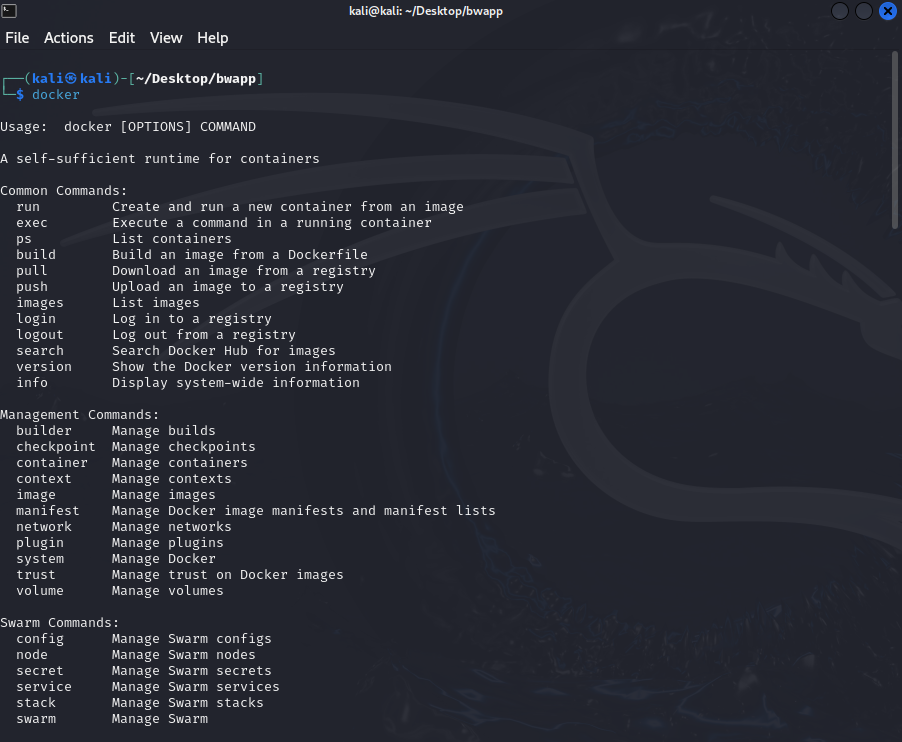 kali@kali: ~/Desktop/bwapp
File Actions Edit View Help
┌──(kali㉿kali)-[~/Desktop/bwapp]
└─$ docker
Usage:  docker [OPTIONS] COMMAND
A self-sufficient runtime for containers
Common Commands:
  run         Create and run a new container from an image
  exec        Execute a command in a running container
  ps          List containers
  build       Build an image from a Dockerfile
  pull        Download an image from a registry
  push        Upload an image to a registry
  images      List images
  login       Log in to a registry
  logout      Log out from a registry
  search      Search Docker Hub for images
  version     Show the Docker version information
  info        Display system-wide information
Management Commands:
  builder     Manage builds
  checkpoint  Manage checkpoints
  container   Manage containers
  context     Manage contexts
  image       Manage images
  manifest    Manage Docker image manifests and manifest lists
  network     Manage networks
  plugin      Manage plugins
  system      Manage Docker
  trust       Manage trust on Docker images
  volume      Manage volumes
Swarm Commands:
  config      Manage Swarm configs
  node        Manage Swarm nodes
  secret      Manage Swarm secrets
  service     Manage Swarm services
  stack       Manage Swarm stacks
  swarm       Manage Swarm